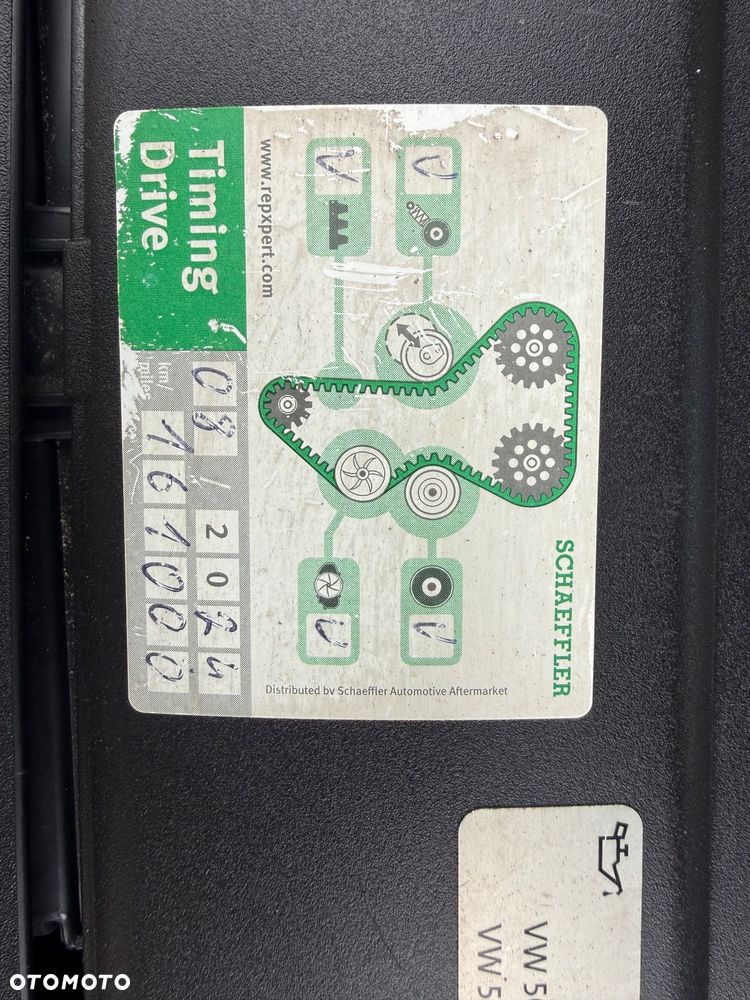 SCHAEFFLER
www.repxpert.com
Distributed by Schaeffler Automotive Aftermarket
Timing
Drive
08 / 2024
km/
miles
161000
VW 5
VW 5
OTOMOTO